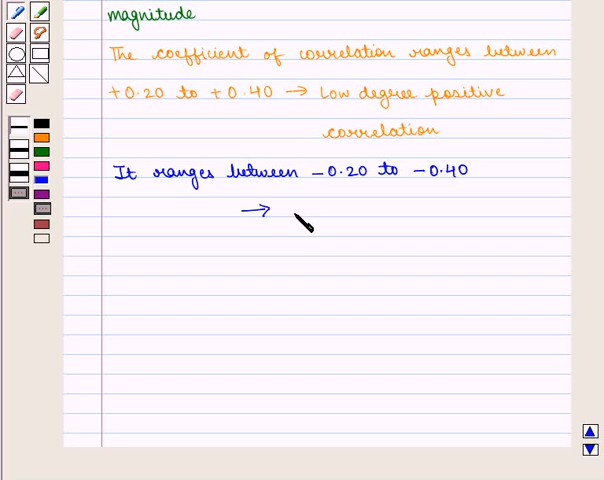 magnitude
The coefficient of correlation ranges between
+0.20 to +0.40 → Low degree positive
correlation
It ranges between -0.20 to -0.40
→